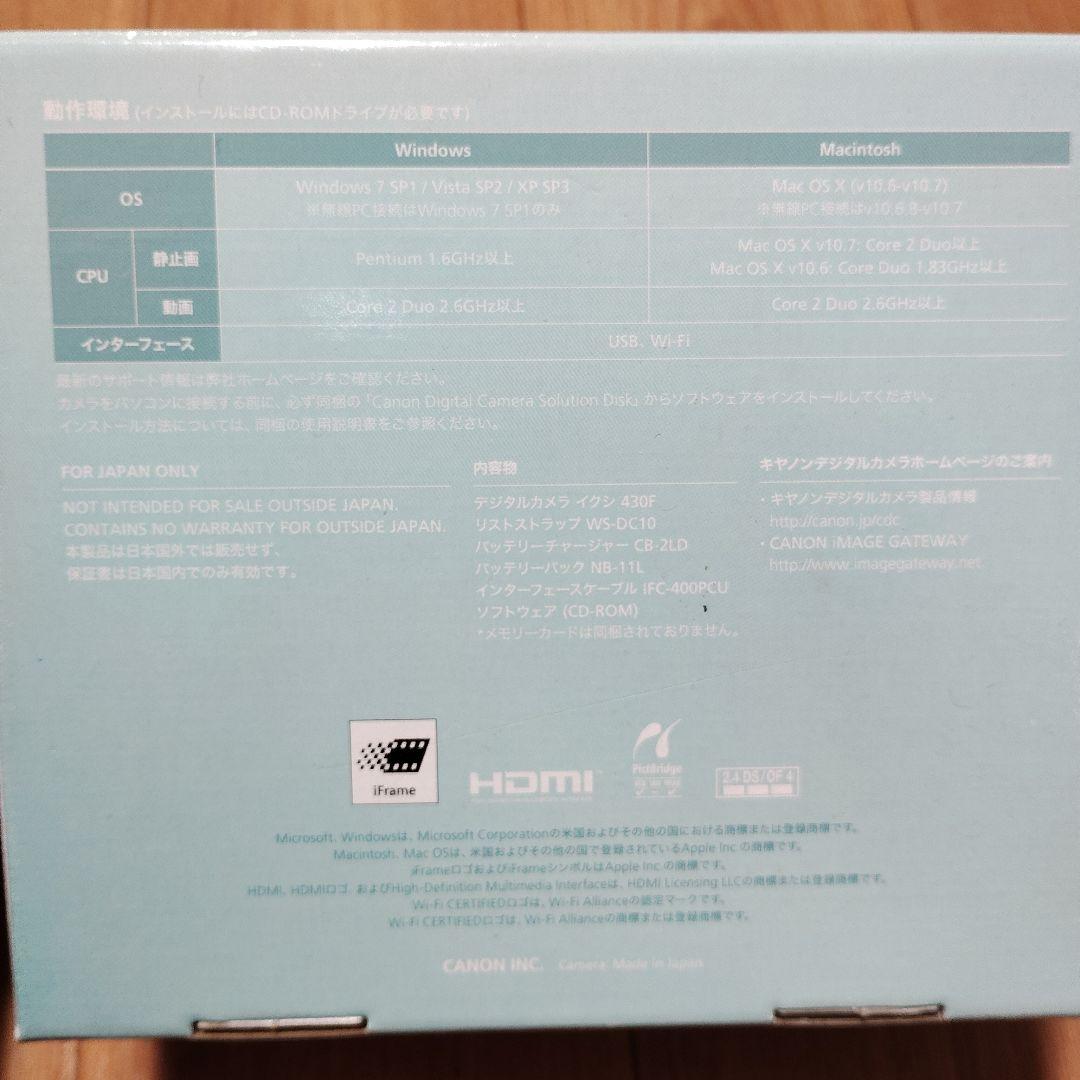 動作環境 (インストールにはCD-ROMドライブが必要です)
Windows Macintosh
OS Windows 7 SP1 / Vista SP2 / XP SP3 Mac OS X (v10.6-v10.7)
※無線PC接続はWindows 7 SP1のみ ※無線PC接続はv10.6.8-v10.7
CPU 静止画 Pentium 1.6GHz以上 Mac OS X v10.7: Core 2 Duo以上
Mac OS X v10.6: Core Duo 1.83GHz以上
動画 Core 2 Duo 2.6GHz以上 Core 2 Duo 2.6GHz以上
インターフェース USB、Wi-Fi
最新のサポート情報は弊社ホームページをご確認ください。
カメラをパソコンに接続する前に、必ず同梱の「Canon Digital Camera Solution Disk」からソフトウェアをインストールしてください。
インストール方法については、同梱の使用説明書をご参照ください。
FOR JAPAN ONLY
NOT INTENDED FOR SALE OUTSIDE JAPAN.
CONTAINS NO WARRANTY FOR OUTSIDE JAPAN.
本製品は日本国外では販売せず、
保証書は日本国内でのみ有効です。
内容物
デジタルカメラ イクシ 430F
リストストラップ WS-DC10
バッテリーチャージャー CB-2LD
バッテリーパック NB-11L
インターフェースケーブル IFC-400PCU
ソフトウェア (CD-ROM)
*メモリーカードは同梱されておりません。
キヤノンデジタルカメラホームページのご案内
・キヤノンデジタルカメラ製品情報
http://canon.jp/cdc
・CANON iMAGE GATEWAY
http://www.imagegateway.net
iFrame
HDMI
PictBridge
2.4 DS/OF 4
Microsoft、Windowsは、Microsoft Corporationの米国およびその他の国における商標または登録商標です。
Macintosh、Mac OSは、米国およびその他の国で登録されているApple Inc.の商標です。
iFrameロゴおよびiFrameシンボルはApple Inc.の商標です。
HDMI、HDMIロゴ、およびHigh-Definition Multimedia Interfaceは、HDMI Licensing LLCの商標または登録商標です。
Wi-Fi CERTIFIEDロゴは、Wi-Fi Allianceの認定マークです。
Wi-Fi CERTIFIEDロゴは、Wi-Fi Allianceの商標または登録商標です。
CANON INC. Camera: Made in Japan